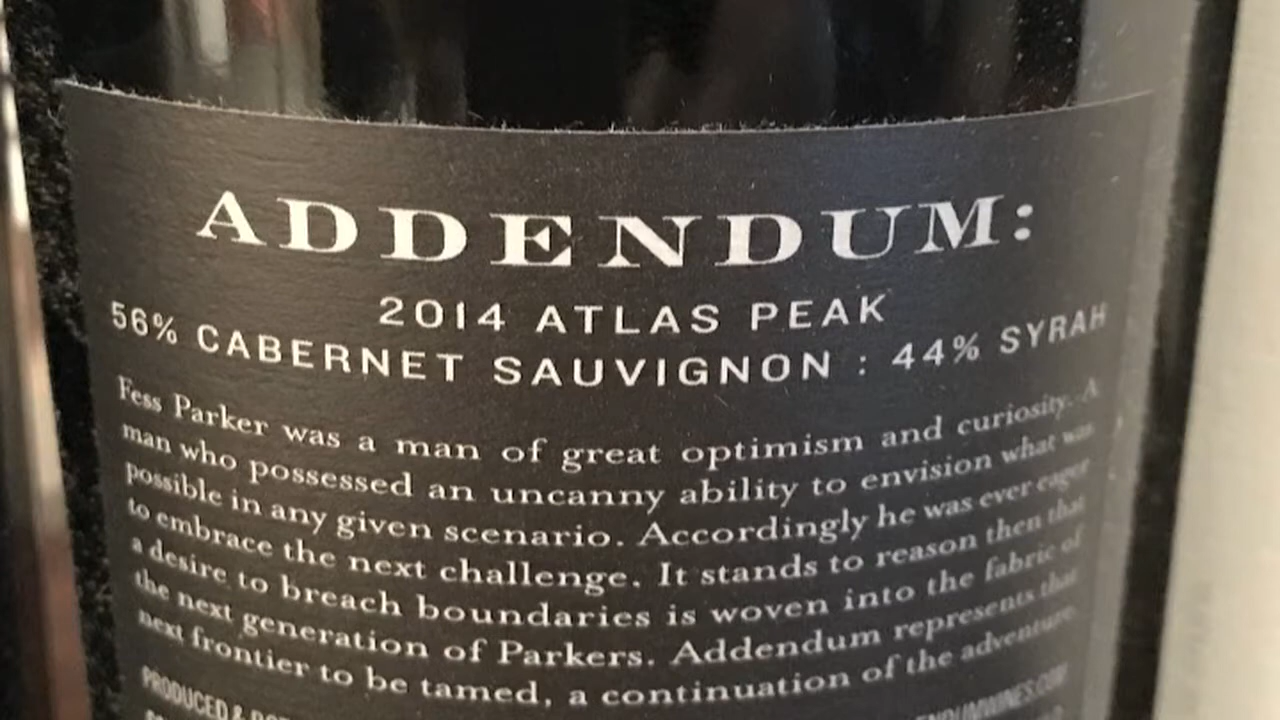 ADDENDUM:
2014 ATLAS PEAK
56% CABERNET SAUVIGNON : 44% SYRAH
Fess Parker was a man of great optimism and curiosity. A
man who possessed an uncanny ability to envision what was
possible in any given scenario. Accordingly he was ever eager
to embrace the next challenge. It stands to reason then that
a desire to breach boundaries is woven into the fabric of
the next generation of Parkers. Addendum represents that
next frontier to be tamed, a continuation of the adventure.
PRODUCED &